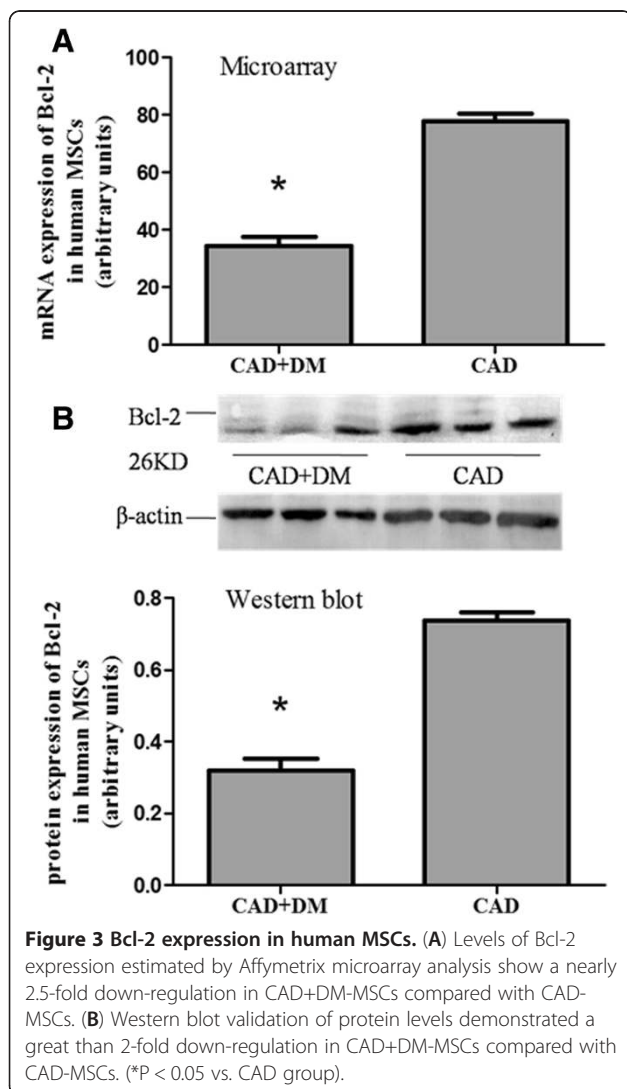 A
Microarray
mRNA expression of Bcl-2
in human MSCs
(arbitrary units)
100
80
60
40
20
0
*
CAD+DM
CAD
B
Bcl-2
26KD
CAD+DM
CAD
β-actin
Western blot
protein expression of Bcl-2
in human MSCs
(arbitrary units)
0.8
0.6
0.4
0.2
0.0
*
CAD+DM
CAD
Figure 3 Bcl-2 expression in human MSCs. (A) Levels of Bcl-2
expression estimated by Affymetrix microarray analysis show a nearly
2.5-fold down-regulation in CAD+DM-MSCs compared with CAD-
MSCs. (B) Western blot validation of protein levels demonstrated a
great than 2-fold down-regulation in CAD+DM-MSCs compared with
CAD-MSCs. (*P < 0.05 vs. CAD group).